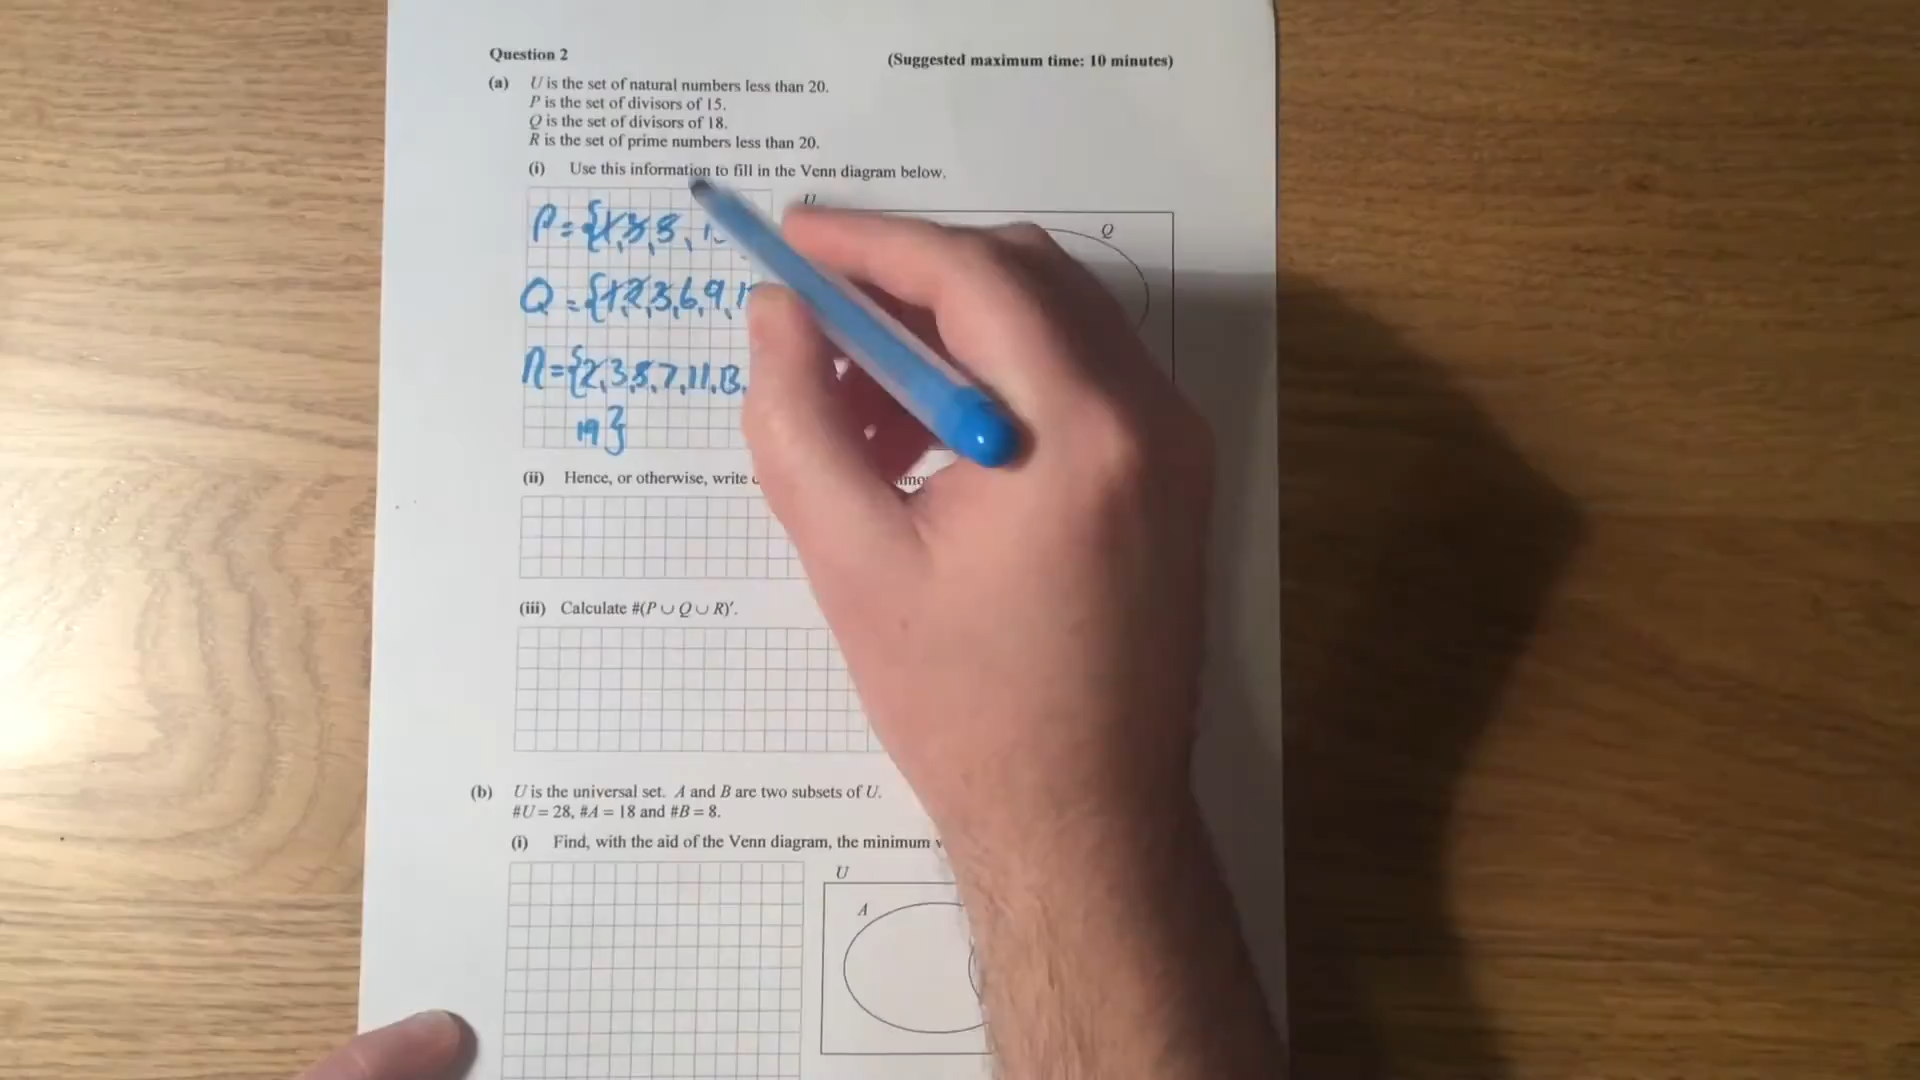 Question 2
(Suggested maximum time: 10 minutes)
(a) U is the set of natural numbers less than 20.
P is the set of divisors of 15.
Q is the set of divisors of 18.
R is the set of prime numbers less than 20.
(i) Use this information to fill in the Venn diagram below.
U
Q
P = {1, 3, 5,
Q = {1, 2, 3, 6, 9,
R = {2, 3, 5, 7, 11, 13,
19}
(ii) Hence, or otherwise, write
(iii) Calculate #(P ∪ Q ∪ R)′.
(b) U is the universal set. A and B are two subsets of U.
#U = 28, #A = 18 and #B = 8.
(i) Find, with the aid of the Venn diagram, the minimum
U
A